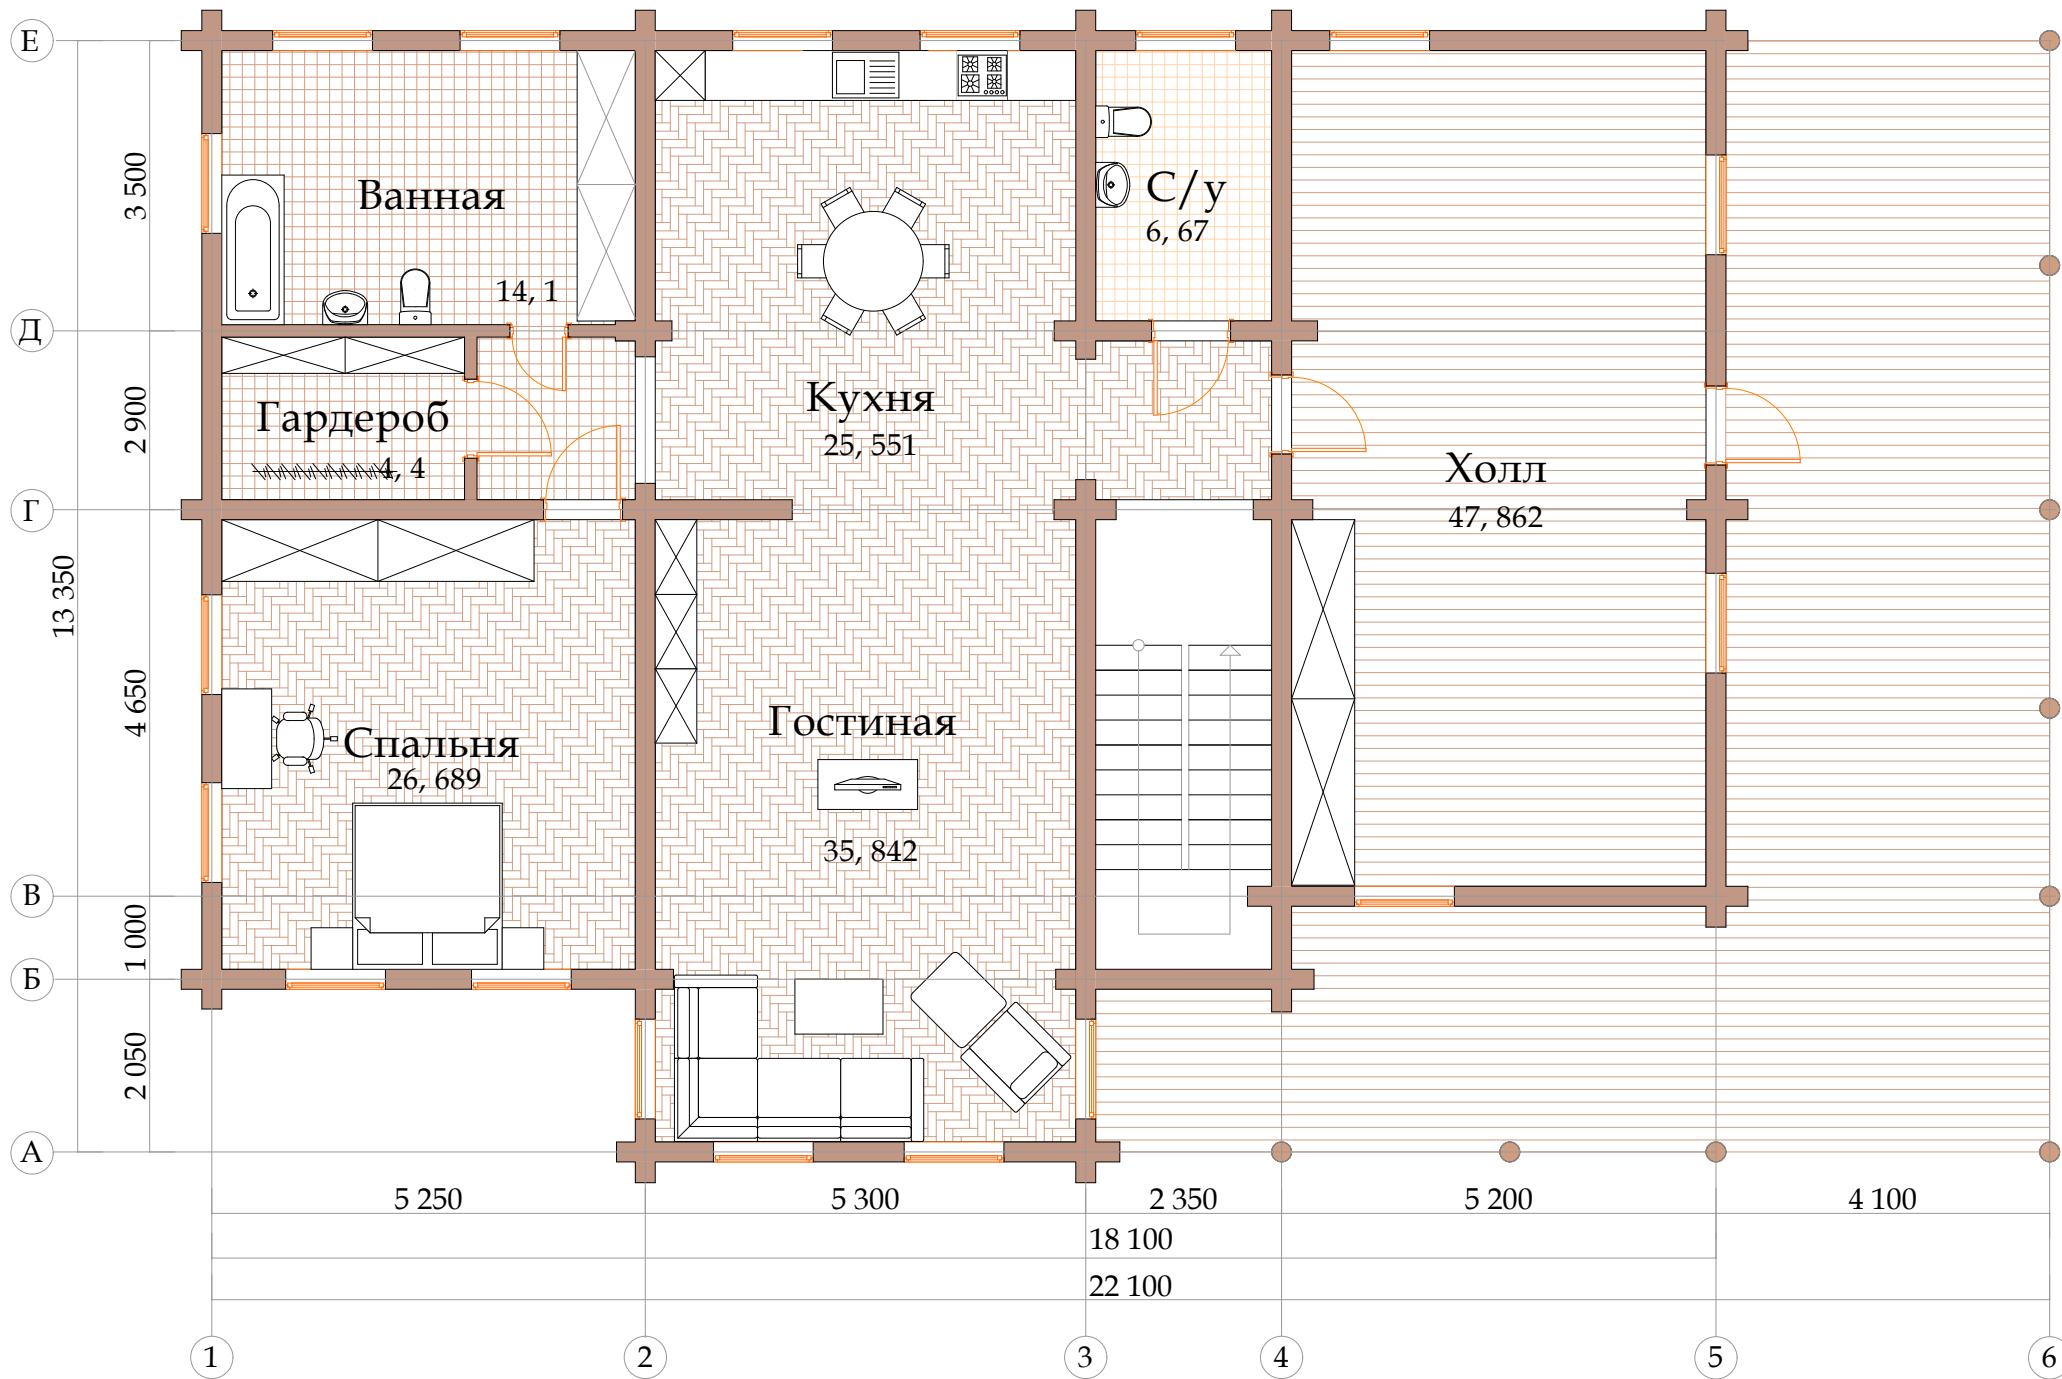 Е
3 500
Ванная
С/у
6, 67
14, 1
Д
2 900
Гардероб
4, 4
Кухня
25, 551
Холл
47, 862
Г
13 350
4 650
Спальня
26, 689
Гостиная
35, 842
В
1 000
Б
2 050
А
5 250
5 300
2 350
5 200
4 100
18 100
22 100
1
2
3
4
5
6